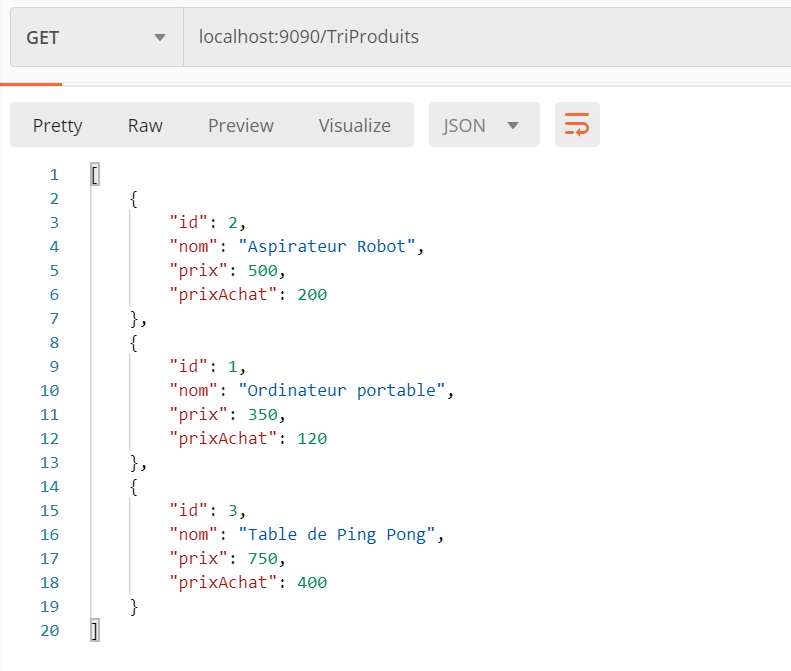 GET localhost:9090/TriProduits
Pretty Raw Preview Visualize JSON
1 [
2 {
3 "id": 2,
4 "nom": "Aspirateur Robot",
5 "prix": 500,
6 "prixAchat": 200
7 },
8 {
9 "id": 1,
10 "nom": "Ordinateur portable",
11 "prix": 350,
12 "prixAchat": 120
13 },
14 {
15 "id": 3,
16 "nom": "Table de Ping Pong",
17 "prix": 750,
18 "prixAchat": 400
19 }
20 ]